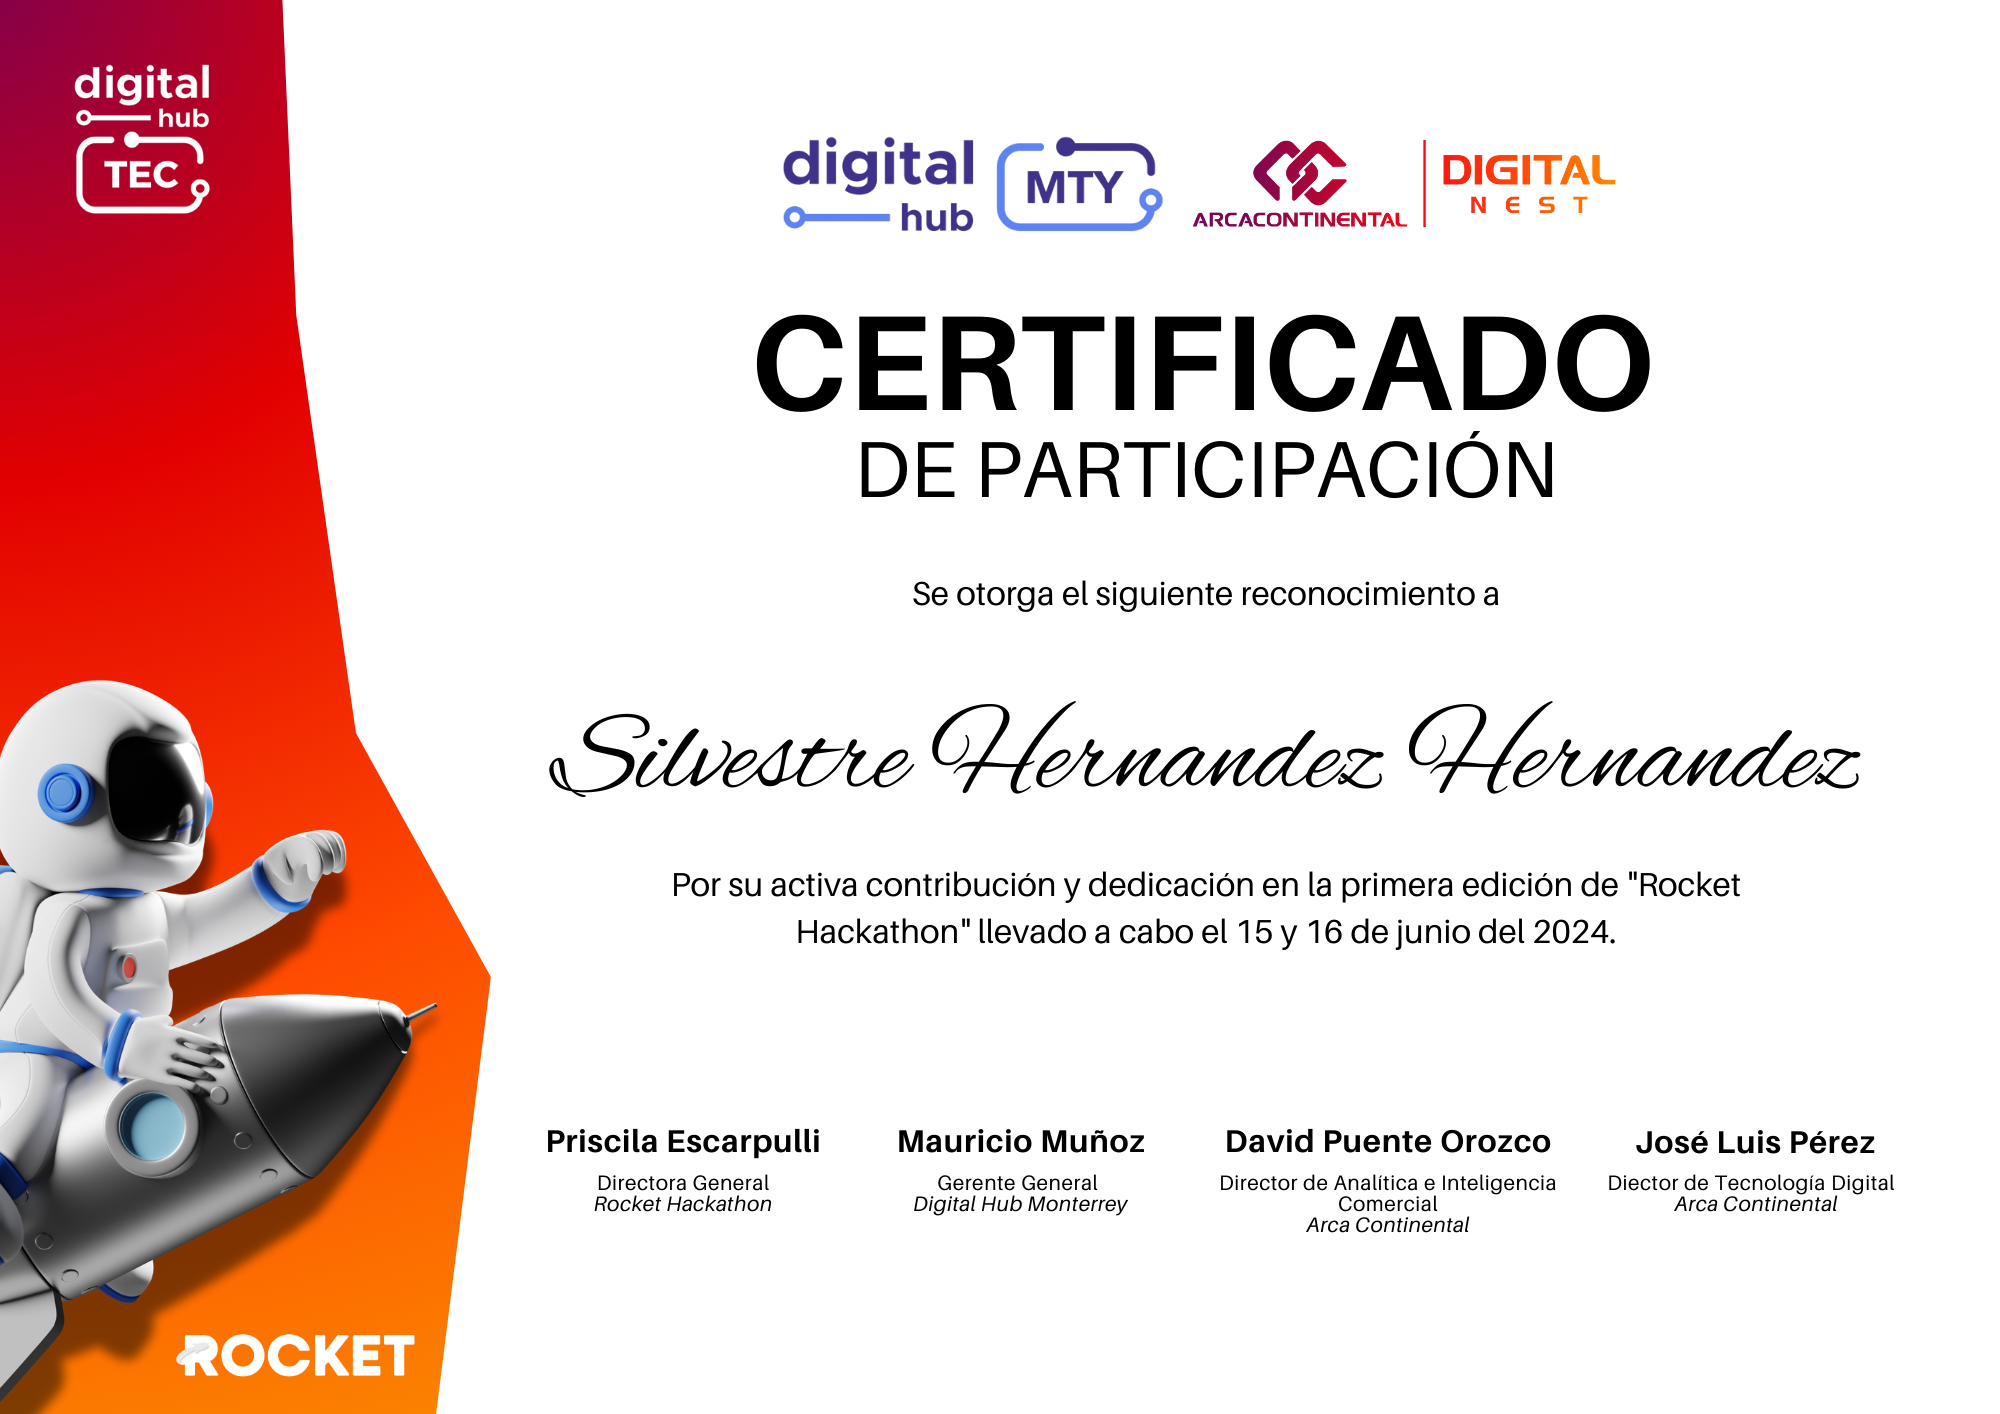 digital
hub
TEC
digital
hub
MTY
ARCACONTINENTAL
DIGITAL
NEST
CERTIFICADO
DE PARTICIPACIÓN
Se otorga el siguiente reconocimiento a
Silvestre Hernandez Hernandez
Por su activa contribución y dedicación en la primera edición de "Rocket
Hackathon" llevado a cabo el 15 y 16 de junio del 2024.
Priscila Escarpulli
Directora General
Rocket Hackathon
Mauricio Muñoz
Gerente General
Digital Hub Monterrey
David Puente Orozco
Director de Analítica e Inteligencia
Comercial
Arca Continental
José Luis Pérez
Diector de Tecnología Digital
Arca Continental
ROCKET